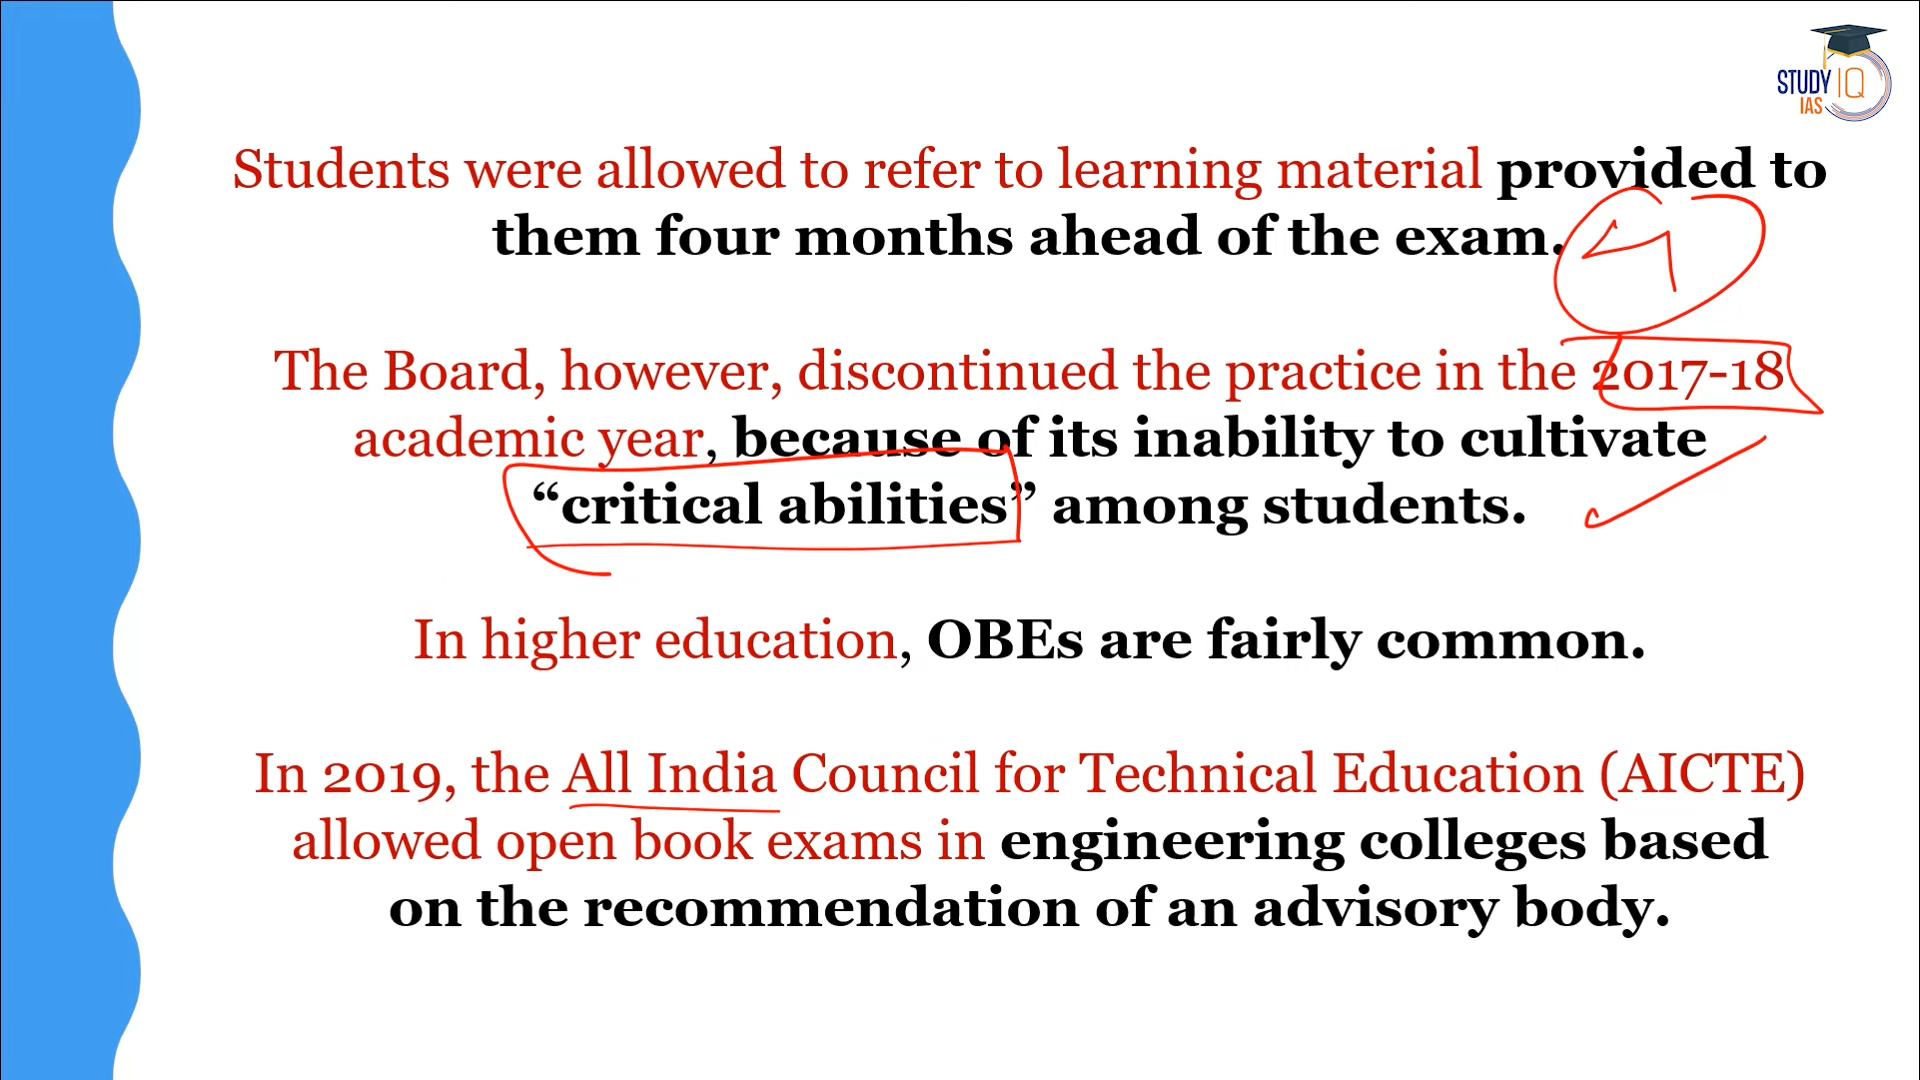 STUDY IQ
IAS
Students were allowed to refer to learning material provided to
them four months ahead of the exam.
4
The Board, however, discontinued the practice in the 2017-18
academic year, because of its inability to cultivate
“critical abilities” among students.
In higher education, OBEs are fairly common.
In 2019, the All India Council for Technical Education (AICTE)
allowed open book exams in engineering colleges based
on the recommendation of an advisory body.